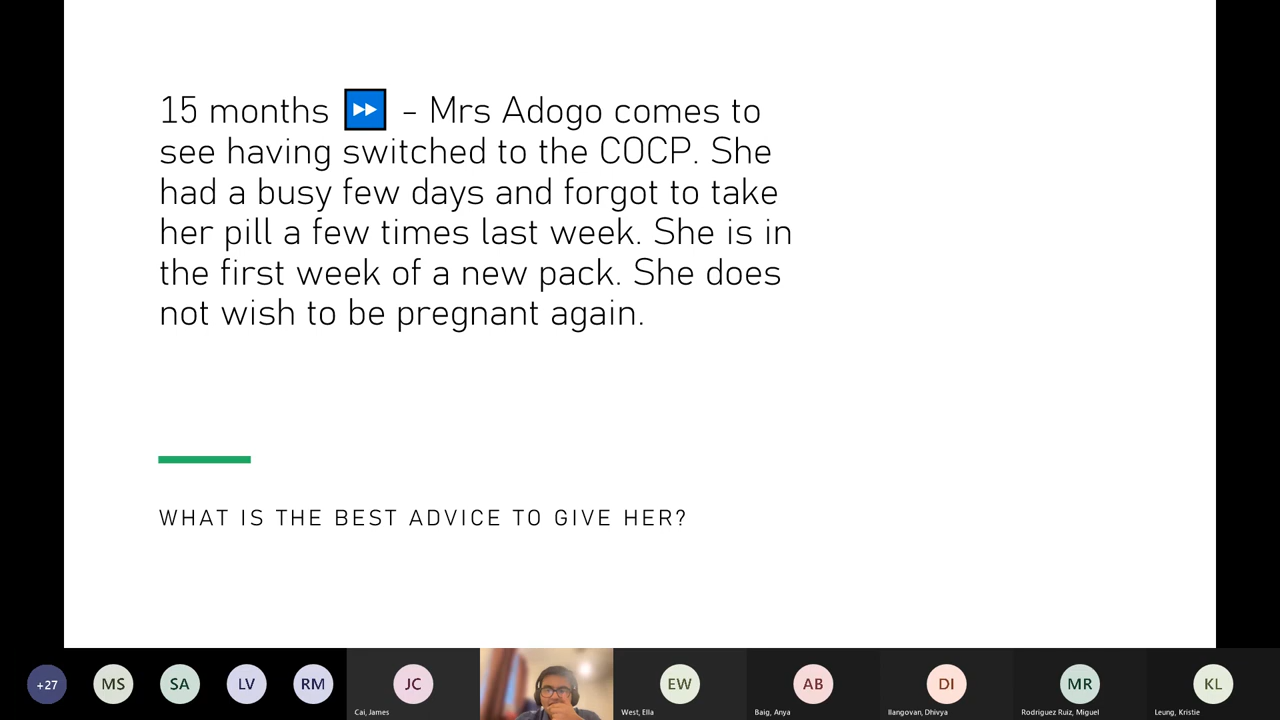 15 months ⏩ – Mrs Adogo comes to
see having switched to the COCP. She
had a busy few days and forgot to take
her pill a few times last week. She is in
the first week of a new pack. She does
not wish to be pregnant again.
WHAT IS THE BEST ADVICE TO GIVE HER?
+27
MS
SA
LV
RM
JC
EW
AB
DI
MR
KL
Cai, James
West, Ella
Baig, Anya
Ilangovan, Dhivya
Rodriguez Ruiz, Miguel
Leung, Kristie